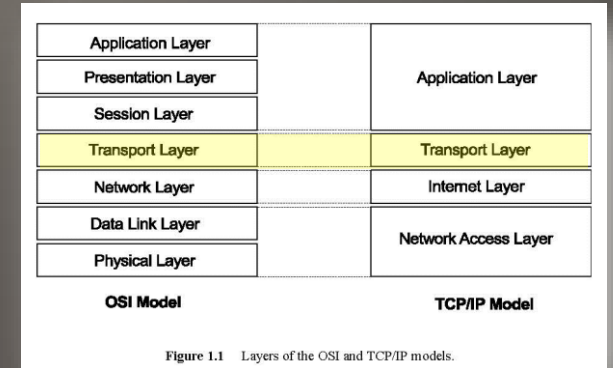 Application Layer
Presentation Layer
Session Layer
Transport Layer
Network Layer
Data Link Layer
Physical Layer
OSI Model
Application Layer
Transport Layer
Internet Layer
Network Access Layer
TCP/IP Model
Figure 1.1 Layers of the OSI and TCP/IP models.